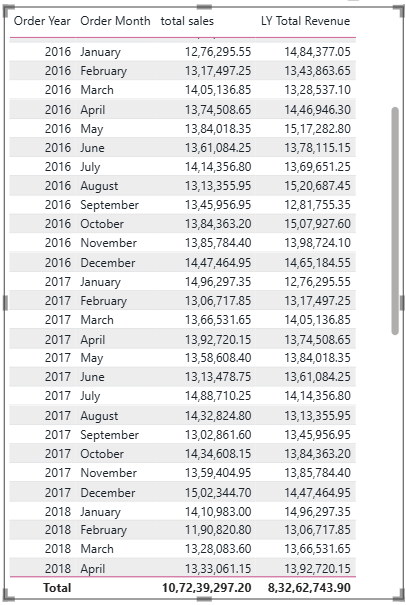 Order Year Order Month total sales LY Total Revenue
2016 January 12,76,295.55 14,84,377.05
2016 February 13,17,497.25 13,43,863.65
2016 March 14,05,136.85 13,28,537.10
2016 April 13,74,508.65 14,46,946.30
2016 May 13,84,018.35 15,17,282.80
2016 June 13,61,084.25 13,78,115.15
2016 July 14,14,356.80 13,69,651.25
2016 August 13,13,355.95 15,20,687.45
2016 September 13,45,956.95 12,81,755.35
2016 October 13,84,363.20 15,07,927.60
2016 November 13,85,784.40 13,98,724.10
2016 December 14,47,464.95 14,65,184.55
2017 January 14,96,297.35 12,76,295.55
2017 February 13,06,717.85 13,17,497.25
2017 March 13,66,531.65 14,05,136.85
2017 April 13,92,720.15 13,74,508.65
2017 May 13,58,608.40 13,84,018.35
2017 June 13,13,478.75 13,61,084.25
2017 July 14,88,710.25 14,14,356.80
2017 August 14,32,824.80 13,13,355.95
2017 September 13,02,861.60 13,45,956.95
2017 October 14,34,608.15 13,84,363.20
2017 November 13,59,404.95 13,85,784.40
2017 December 15,02,344.70 14,47,464.95
2018 January 14,10,983.00 14,96,297.35
2018 February 11,90,820.80 13,06,717.85
2018 March 13,28,083.60 13,66,531.65
2018 April 13,33,061.15 13,92,720.15
Total 10,72,39,297.20 8,32,62,743.90